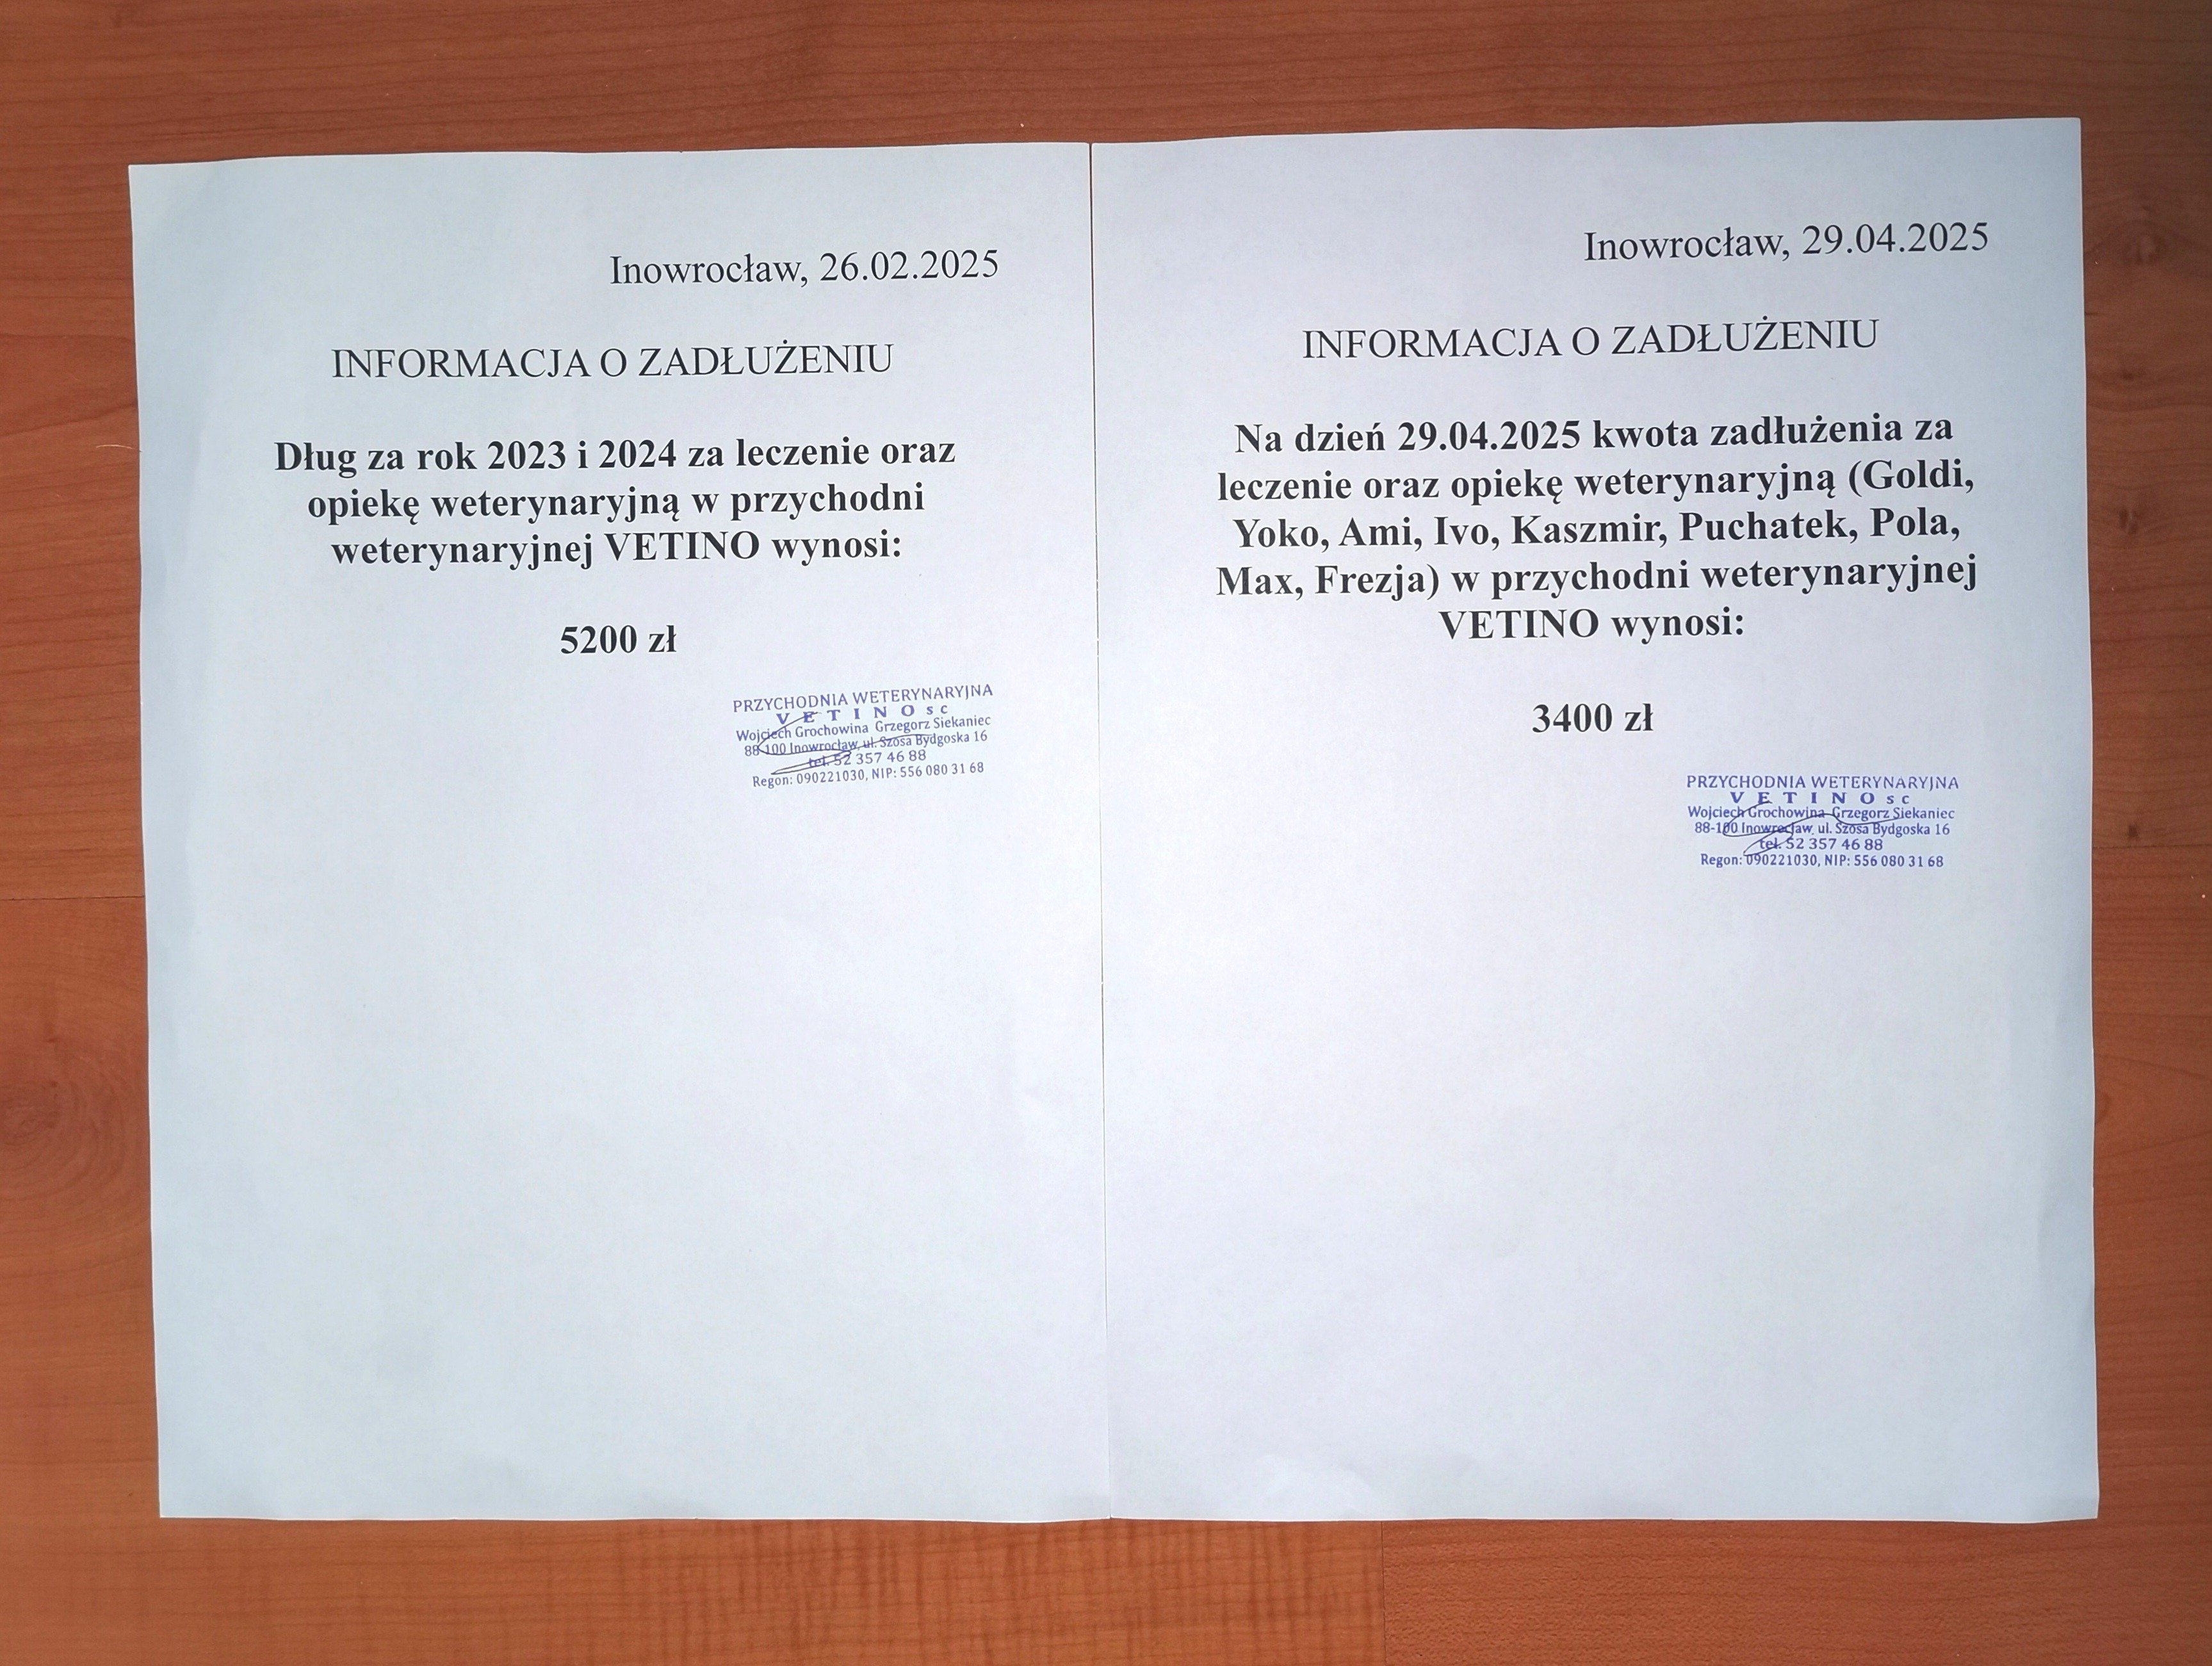 Inowrocław, 26.02.2025
INFORMACJA O ZADŁUŻENIU
Dług za rok 2023 i 2024 za leczenie oraz
opiekę weterynaryjną w przychodni
weterynaryjnej VETINO wynosi:
5200 zł
PRZYCHODNIA WETERYNARYJNA
VETINO sc
Wojciech Grochowina Grzegorz Siekaniec
88-100 Inowrocław, ul. Szosa Bydgoska 16
tel. 52 357 46 88
Regon: 090221030, NIP: 556 080 31 68
Inowrocław, 29.04.2025
INFORMACJA O ZADŁUŻENIU
Na dzień 29.04.2025 kwota zadłużenia za
leczenie oraz opiekę weterynaryjną (Goldi,
Yoko, Ami, Ivo, Kaszmir, Puchatek, Pola,
Max, Frezja) w przychodni weterynaryjnej
VETINO wynosi:
3400 zł
PRZYCHODNIA WETERYNARYJNA
VETINO sc
Wojciech Grochowina Grzegorz Siekaniec
88-100 Inowrocław, ul. Szosa Bydgoska 16
tel. 52 357 46 88
Regon: 090221030, NIP: 556 080 31 68